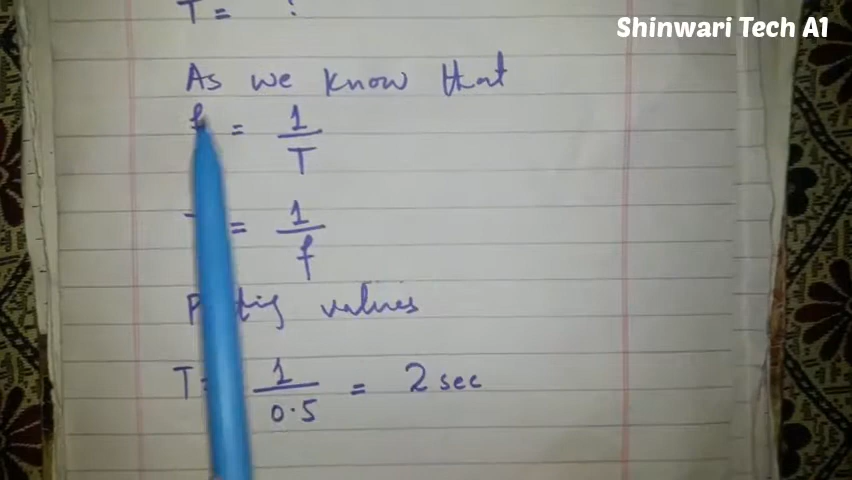 Shinwari Tech A1
T = ?
As we know that
f = 1/T
= 1/f
values
T = 1/0.5 = 2 sec